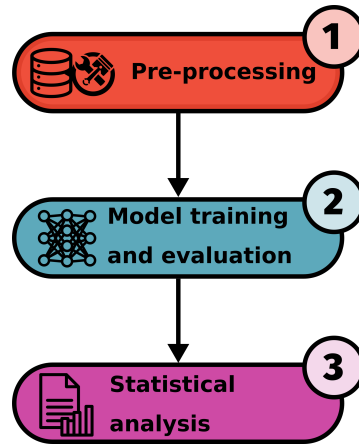 1
Pre-processing
2
Model training
and evaluation
3
Statistical
analysis